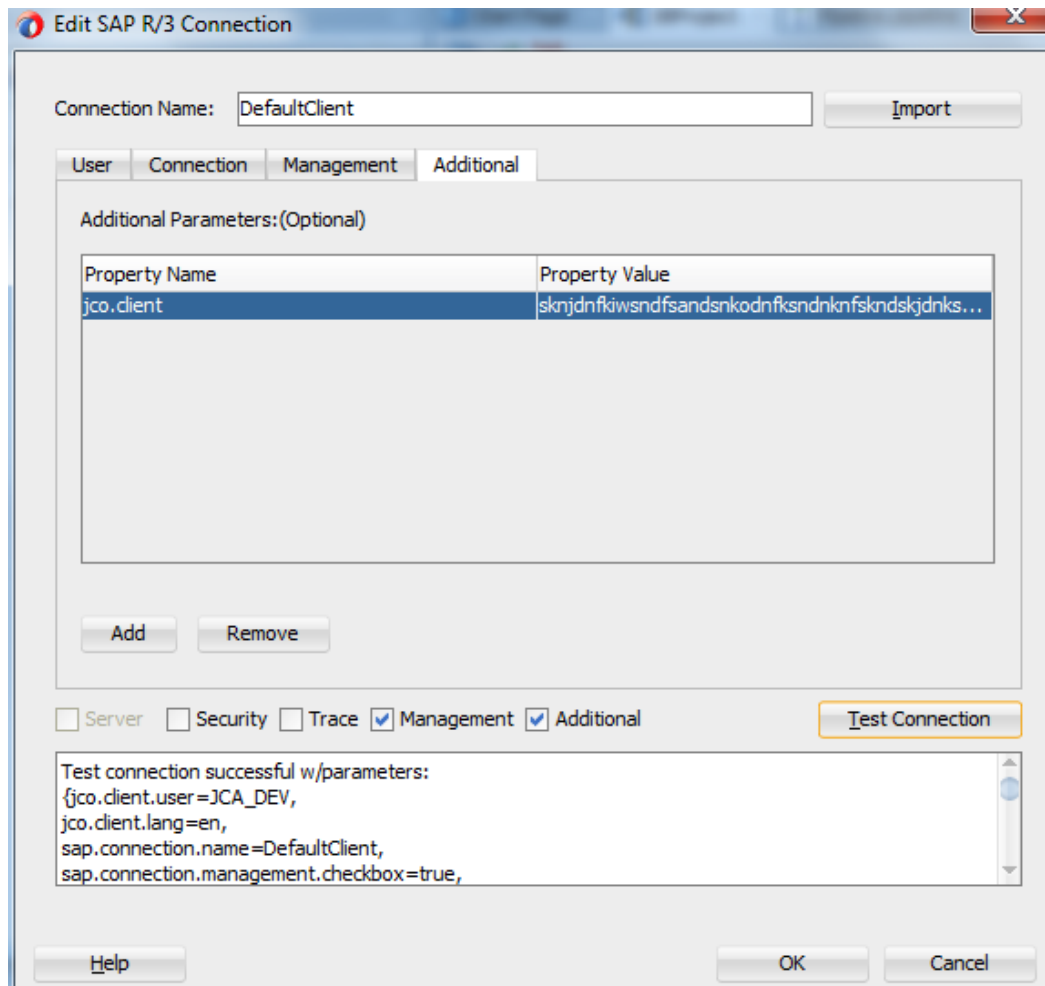 Edit SAP R/3 Connection
Connection Name: DefaultClient Import
User Connection Management Additional
Additional Parameters:(Optional)
Property Name Property Value
jco.client sknjdnfkiwsndfsandsnkodnfksndnknfskndskjdnks...
Add Remove
Server Security Trace Management Additional Test Connection
Test connection successful w/parameters:
{jco.client.user=JCA_DEV,
jco.client.lang=en,
sap.connection.name=DefaultClient,
sap.connection.management.checkbox=true,
Help OK Cancel